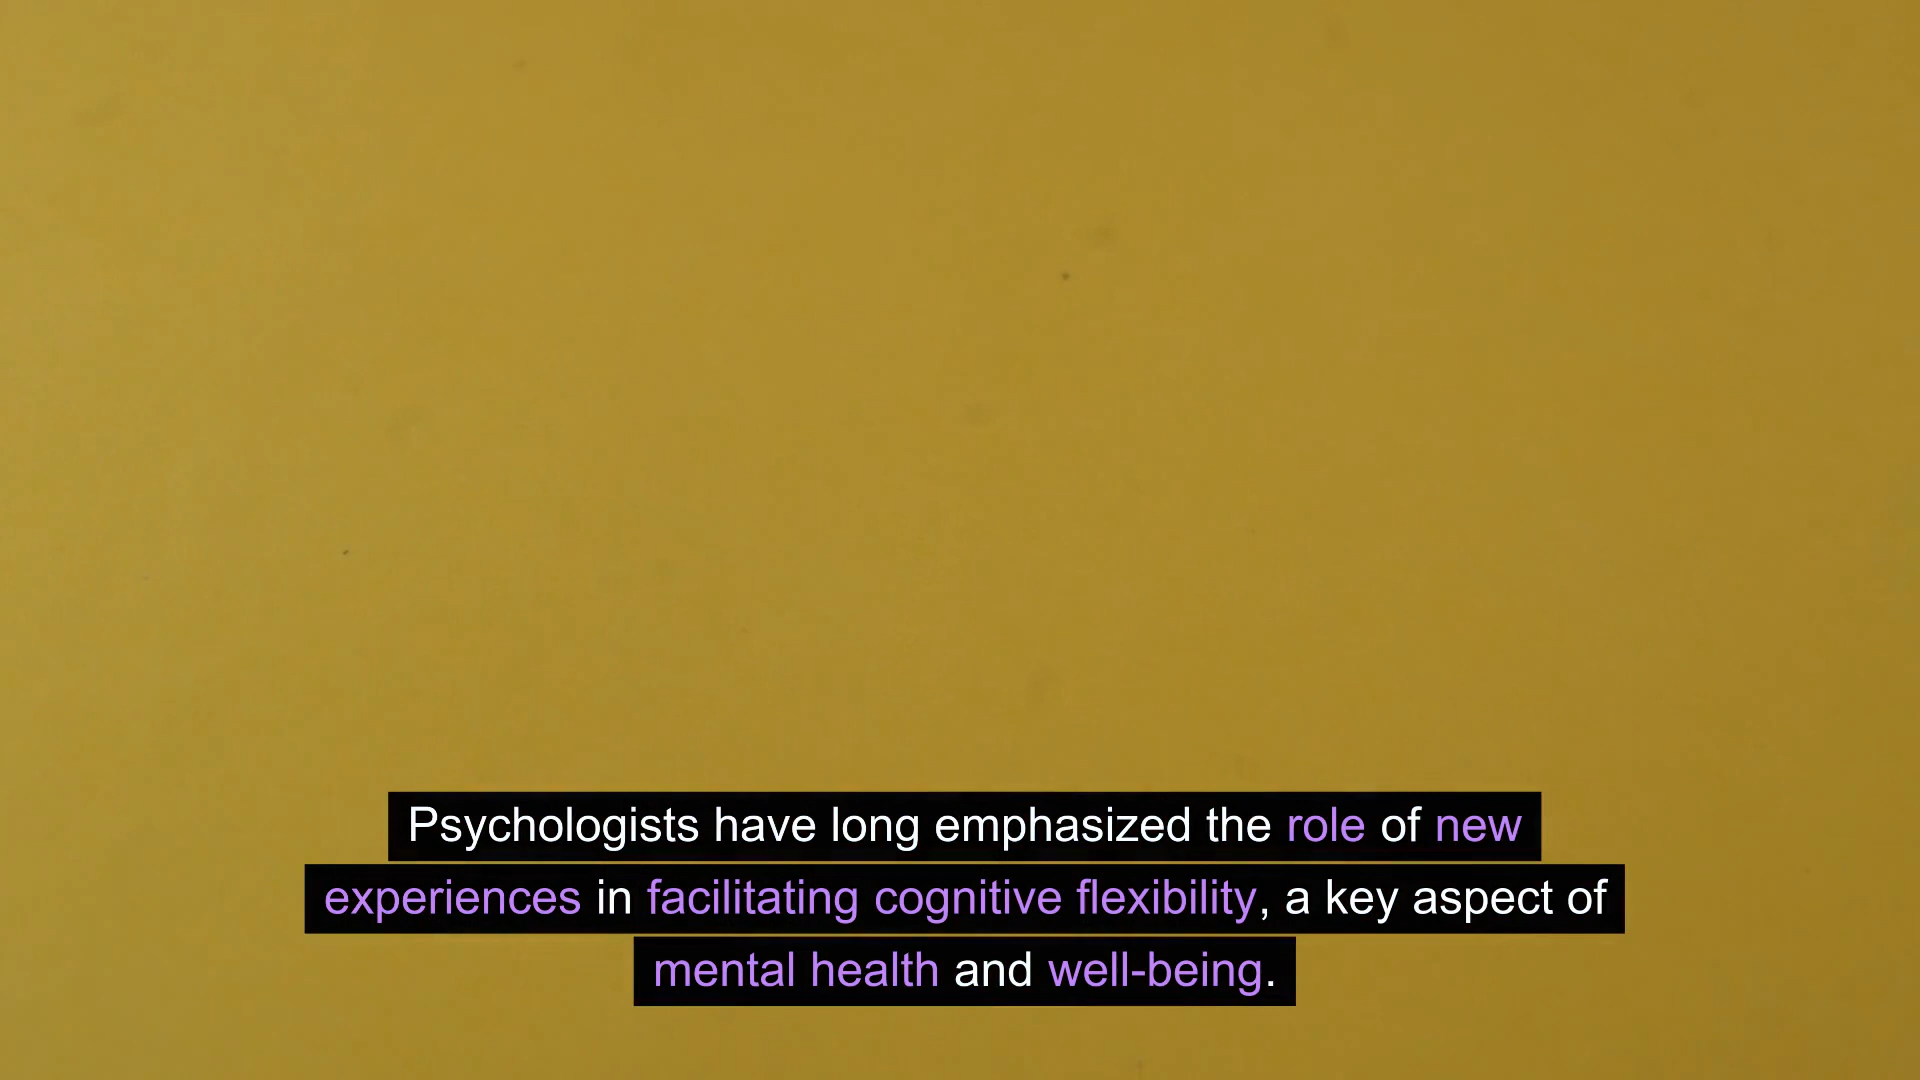 Psychologists have long emphasized the role of new
experiences in facilitating cognitive flexibility, a key aspect of
mental health and well-being.